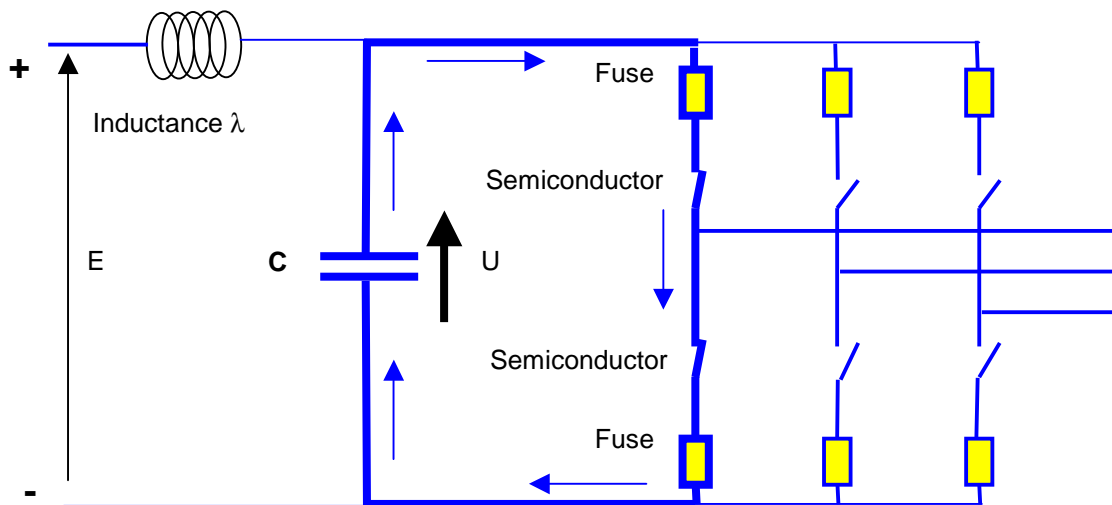 +
Fuse
Inductance λ
Semiconductor
E
C
U
Semiconductor
Fuse
-